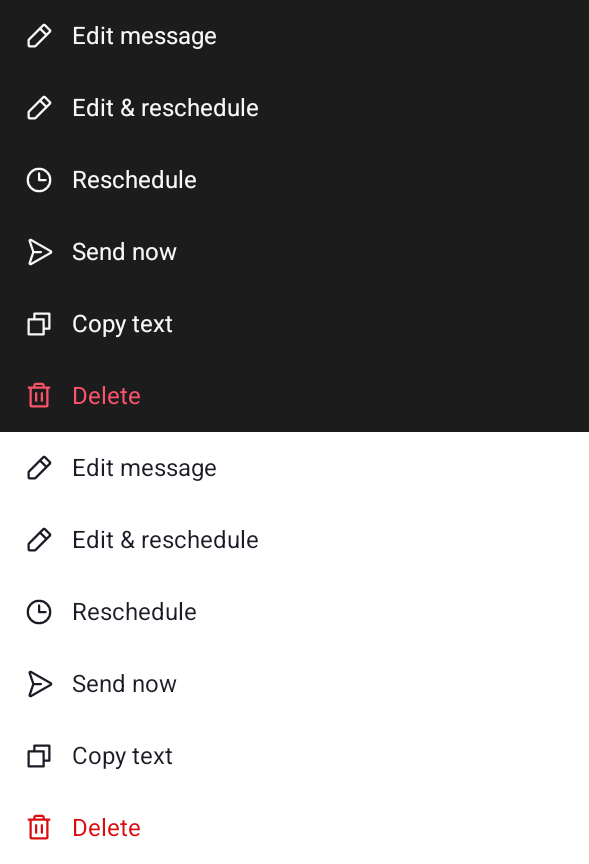 Edit message
Edit & reschedule
Reschedule
Send now
Copy text
Delete
Edit message
Edit & reschedule
Reschedule
Send now
Copy text
Delete